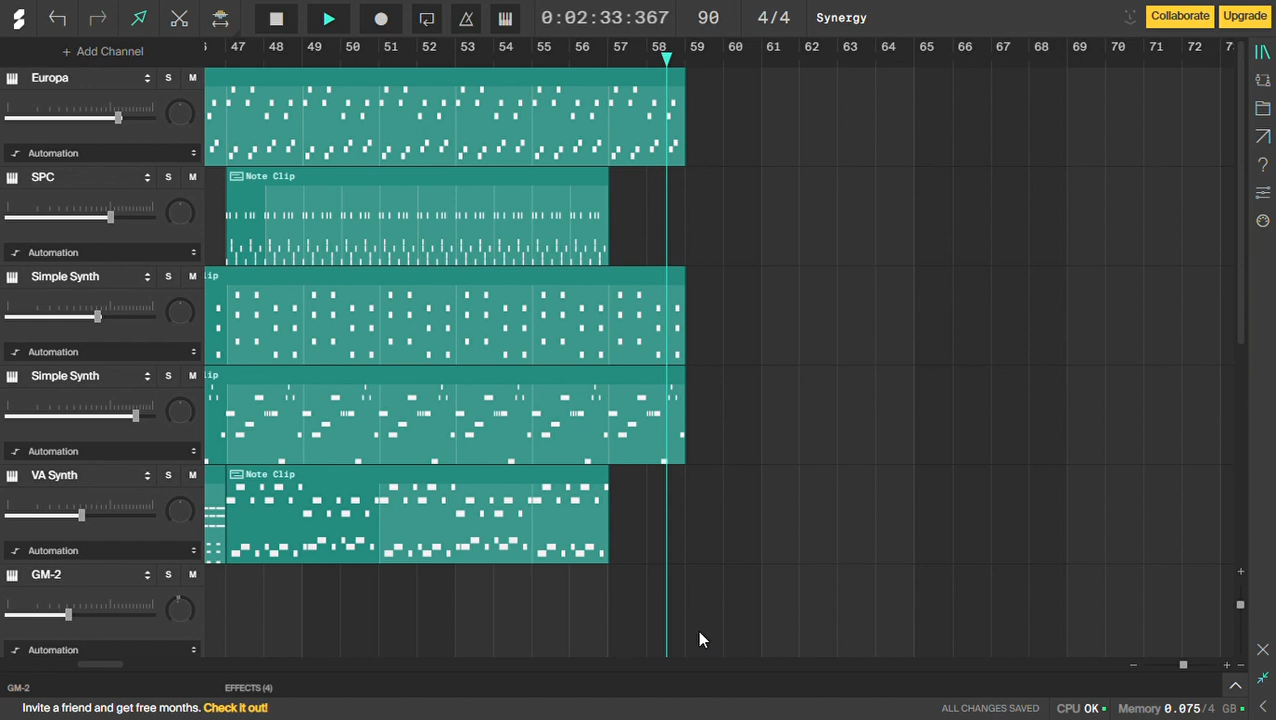 0:02:33:367 90 4/4 Synergy Collaborate Upgrade
+ Add Channel
47 48 49 50 51 52 53 54 55 56 57 58 59 60 61 62 63 64 65 66 67 68 69 70 71 72
Europa S M
Automation
SPC S M
Note Clip
Automation
Simple Synth S M
lip
Automation
Simple Synth S M
lip
Automation
VA Synth S M
Note Clip
Automation
GM-2 S M
Automation
GM-2 EFFECTS (4)
Invite a friend and get free months. Check it out! ALL CHANGES SAVED CPU OK Memory 0.075/4 GB